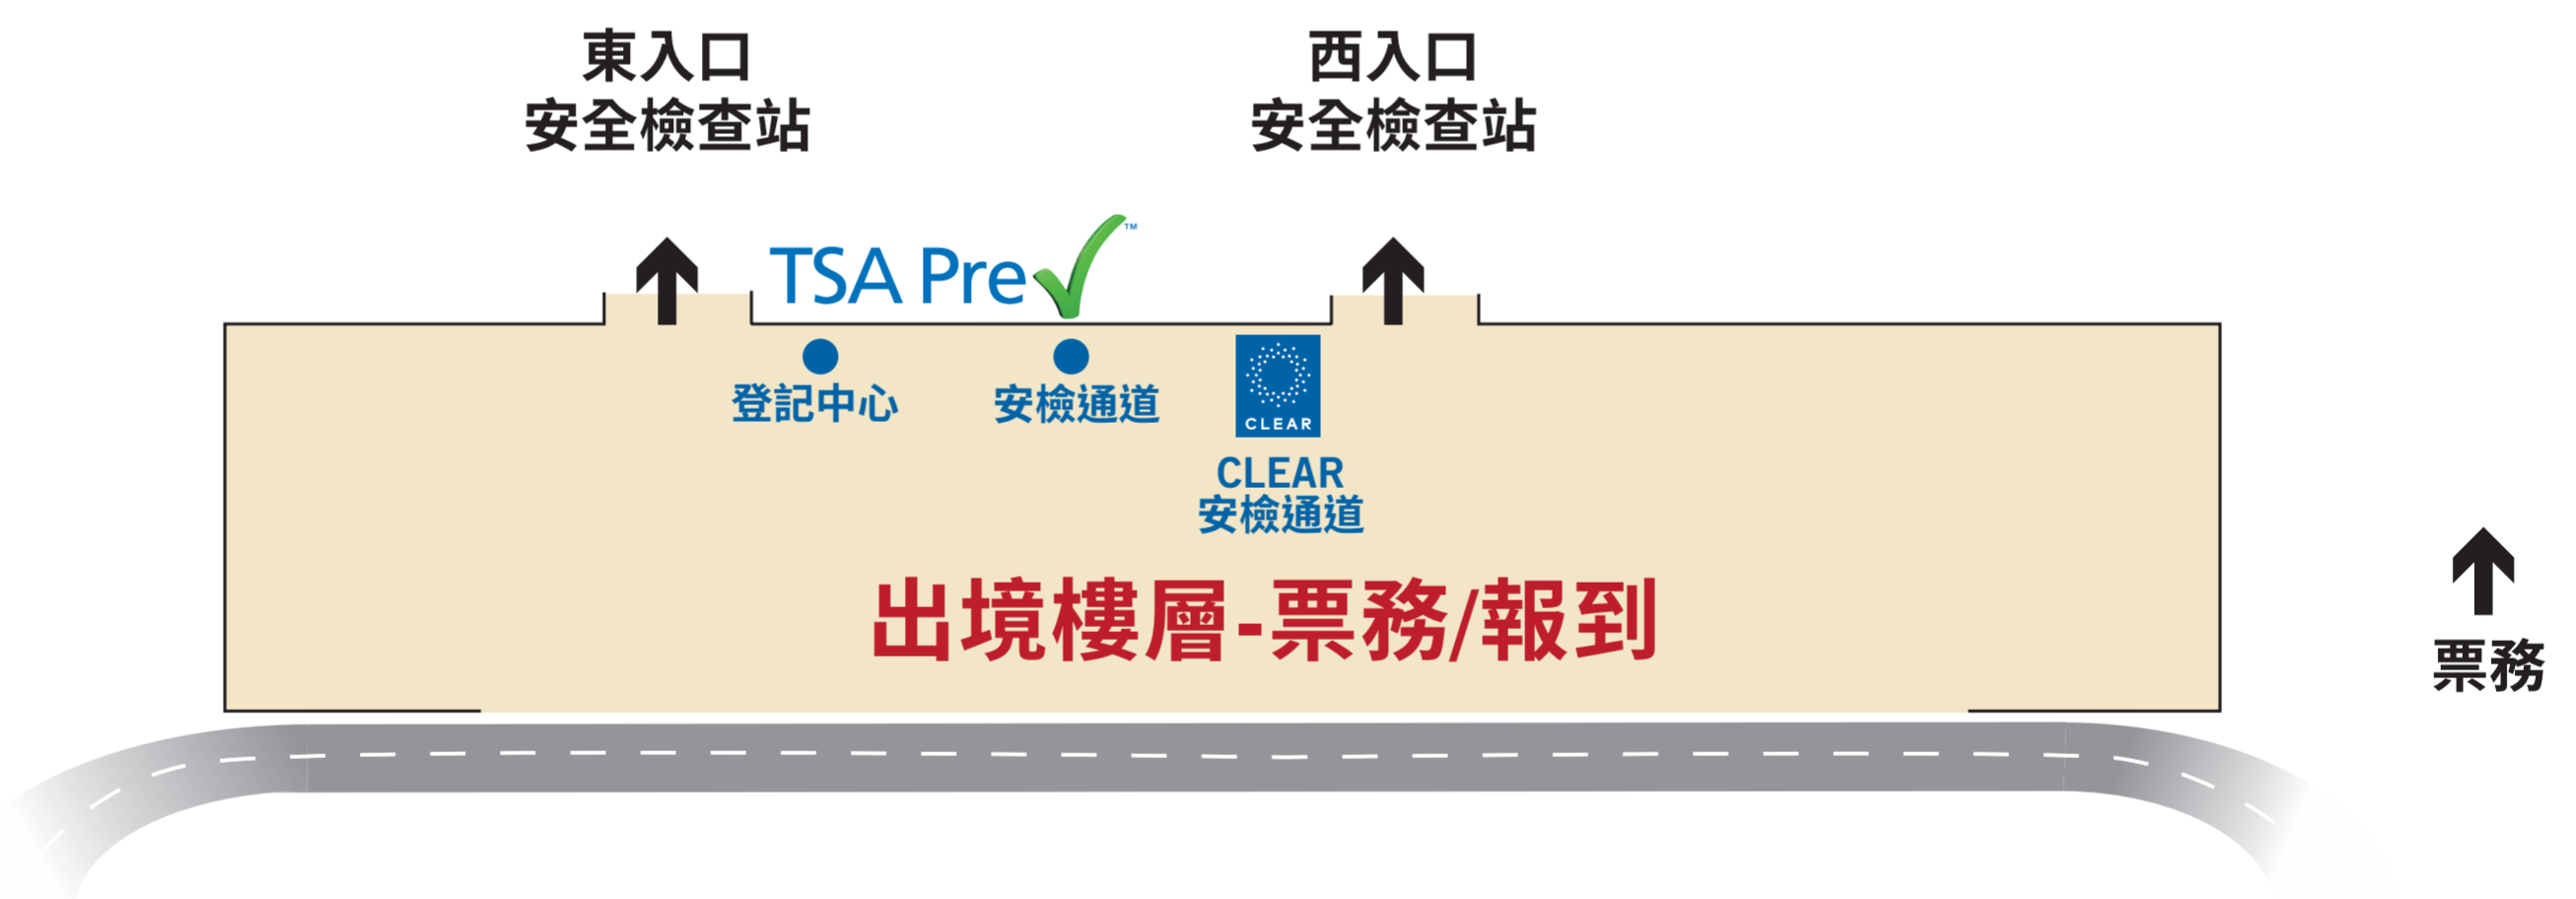 東入口
安全檢查站
西入口
安全檢查站
TSA Pre✓™
登記中心
安檢通道
CLEAR
CLEAR
安檢通道
出境樓層-票務/報到
票務